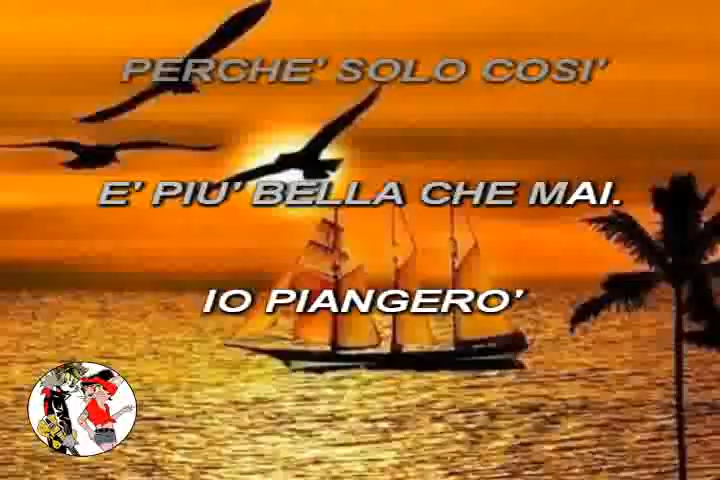 PERCHE' SOLO COSI'
E' PIU' BELLA CHE MAI.
IO PIANGERO'